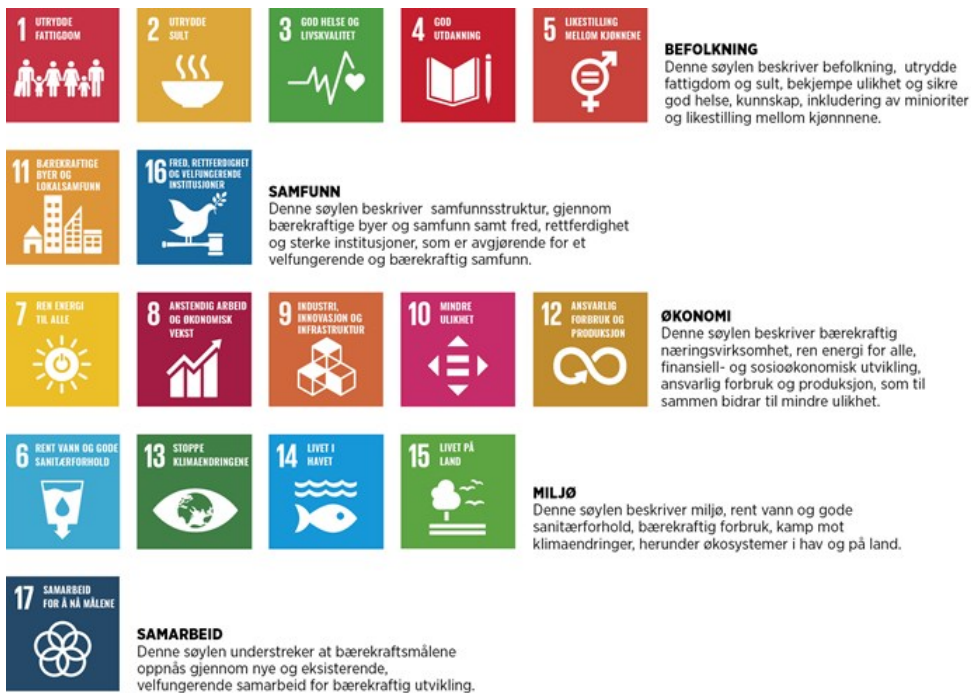 1 UTRYDDE
FATTIGDOM
2 UTRYDDE
SULT
3 GOD HELSE OG
LIVSKVALITET
4 GOD
UTDANNING
5 LIKESTILLING
MELLOM KJØNNENE
BEFOLKNING
Denne søylen beskriver befolkning, utrydde
fattigdom og sult, bekjempe ulikhet og sikre
god helse, kunnskap, inkludering av minioriter
og likestilling mellom kjønnnene.
11 BÆREKRAFTIGE
BYER OG
LOKALSAMFUNN
16 FRED, RETTFERDIGHET
OG VELFUNGERENDE
INSTITUSJONER
SAMFUNN
Denne søylen beskriver samfunnsstruktur, gjennom
bærekraftige byer og samfunn samt fred, rettferdighet
og sterke institusjoner, som er avgjørende for et
velfungerende og bærekraftig samfunn.
7 REN ENERGI
TIL ALLE
8 ANSTENDIG ARBEID
OG ØKONOMISK
VEKST
9 INDUSTRI,
INNOVASJON OG
INFRASTRUKTUR
10 MINDRE
ULIKHET
12 ANSVARLIG
FORBRUK OG
PRODUKSJON
ØKONOMI
Denne søylen beskriver bærekraftig
næringsvirksomhet, ren energi for alle,
finansiell- og sosioøkonomisk utvikling,
ansvarlig forbruk og produksjon, som til
sammen bidrar til mindre ulikhet.
6 RENT VANN OG GODE
SANITÆRFORHOLD
13 STOPPE
KLIMAENDRINGENE
14 LIVET I
HAVET
15 LIVET PÅ
LAND
MILJØ
Denne søylen beskriver miljø, rent vann og gode
sanitærforhold, bærekraftig forbruk, kamp mot
klimaendringer, herunder økosystemer i hav og på land.
17 SAMARBEID
FOR Å NÅ MÅLENE
SAMARBEID
Denne søylen understreker at bærekraftsmålene
oppnås gjennom nye og eksisterende,
velfungerende samarbeid for bærekraftig utvikling.